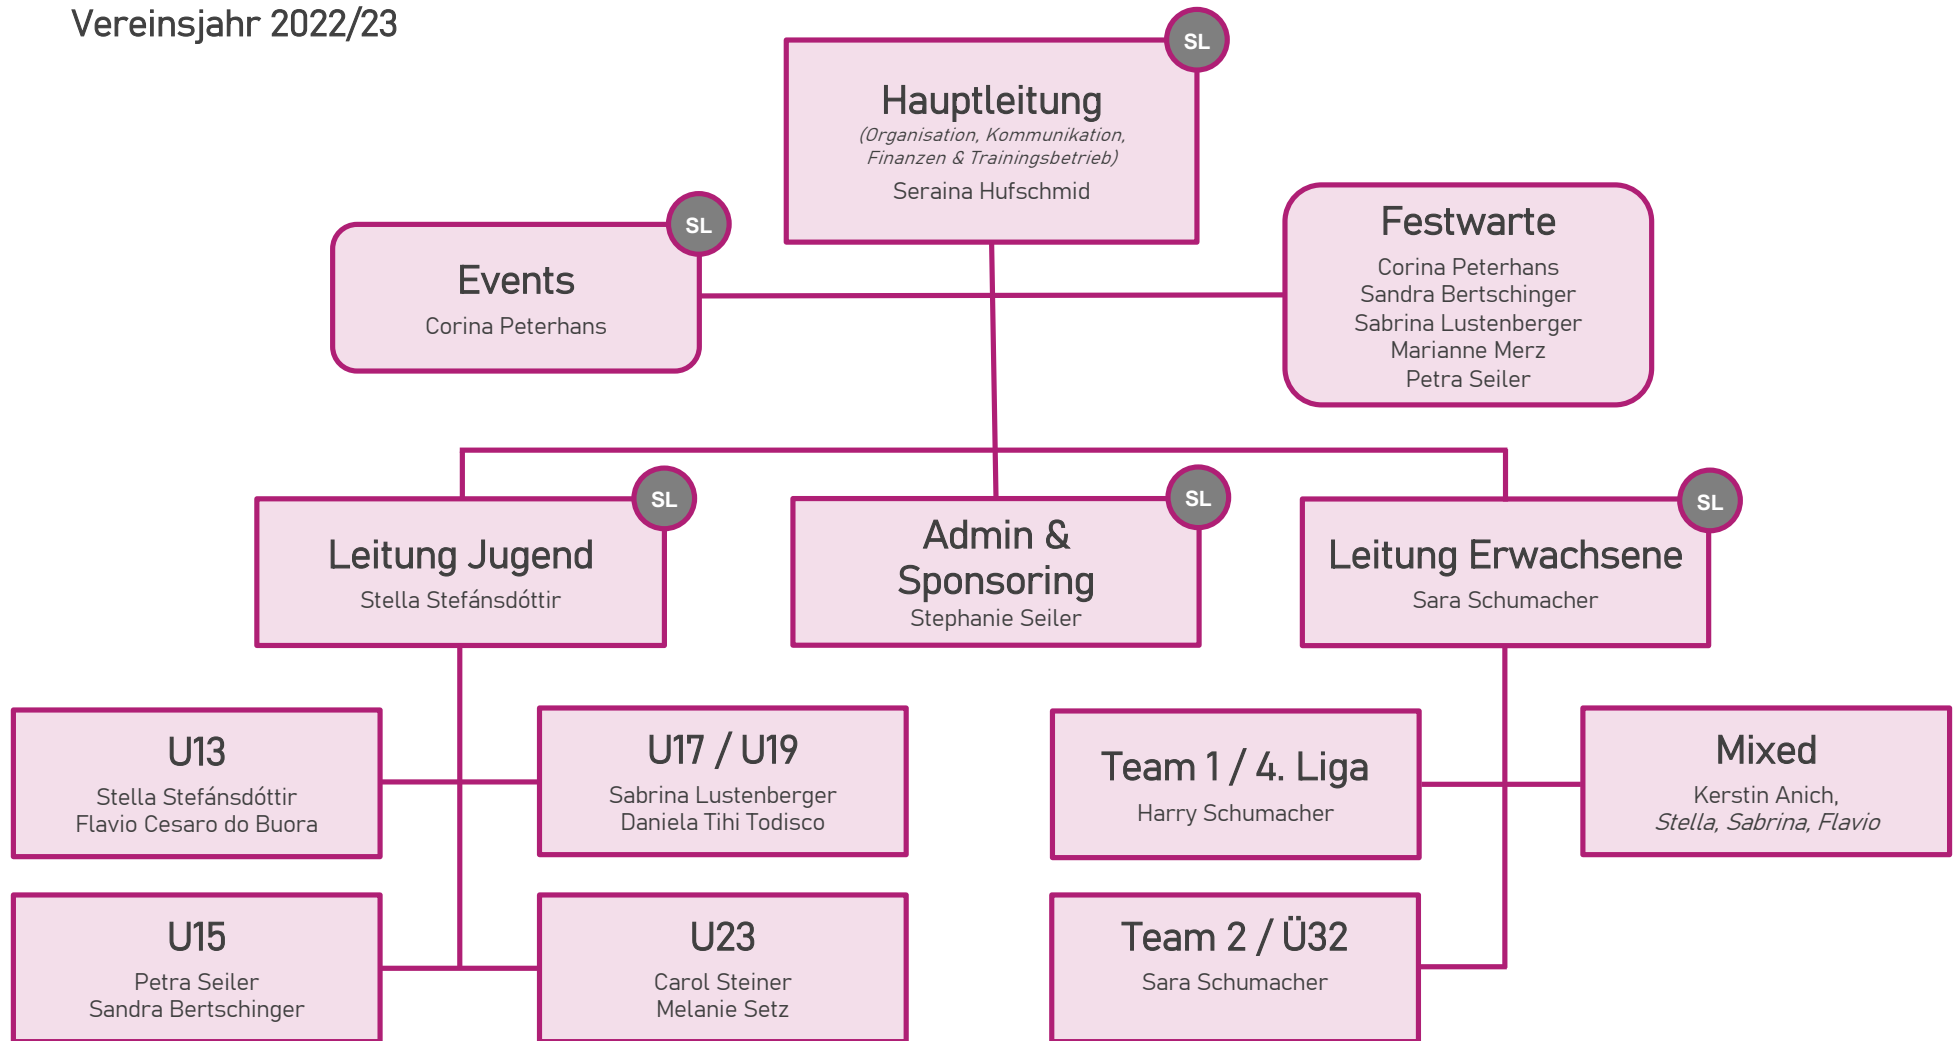 Vereinsjahr 2022/23
SL
Hauptleitung
(Organisation, Kommunikation,
Finanzen & Trainingsbetrieb)
Seraina Hufschmid
SL
Events
Corina Peterhans
Festwarte
Corina Peterhans
Sandra Bertschinger
Sabrina Lustenberger
Marianne Merz
Petra Seiler
SL
Leitung Jugend
Stella Stefánsdóttir
SL
Admin &
Sponsoring
Stephanie Seiler
SL
Leitung Erwachsene
Sara Schumacher
U13
Stella Stefánsdóttir
Flavio Cesaro do Buora
U17 / U19
Sabrina Lustenberger
Daniela Tihi Todisco
Team 1 / 4. Liga
Harry Schumacher
Mixed
Kerstin Anich,
Stella, Sabrina, Flavio
U15
Petra Seiler
Sandra Bertschinger
U23
Carol Steiner
Melanie Setz
Team 2 / Ü32
Sara Schumacher